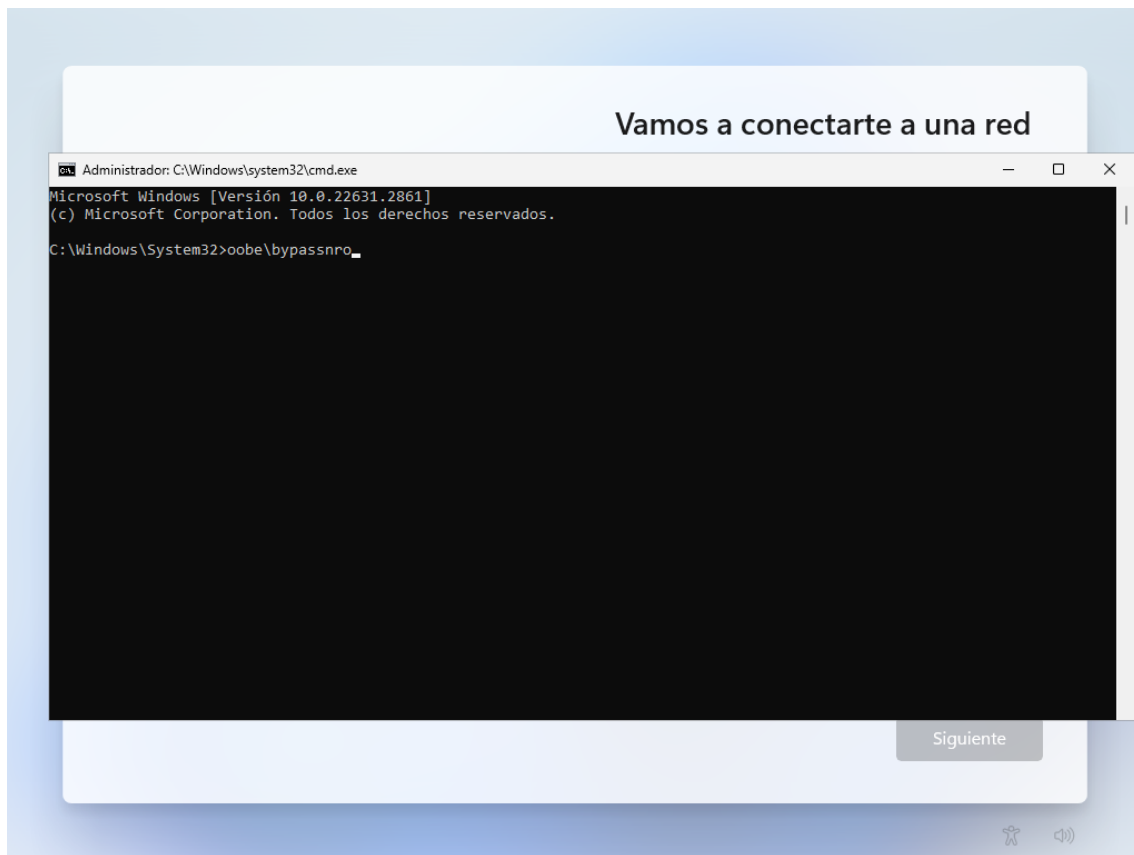 Vamos a conectarte a una red
Administrador: C:\Windows\system32\cmd.exe
Microsoft Windows [Versión 10.0.22631.2861]
(c) Microsoft Corporation. Todos los derechos reservados.
C:\Windows\System32>oobe\bypassnro
Siguiente